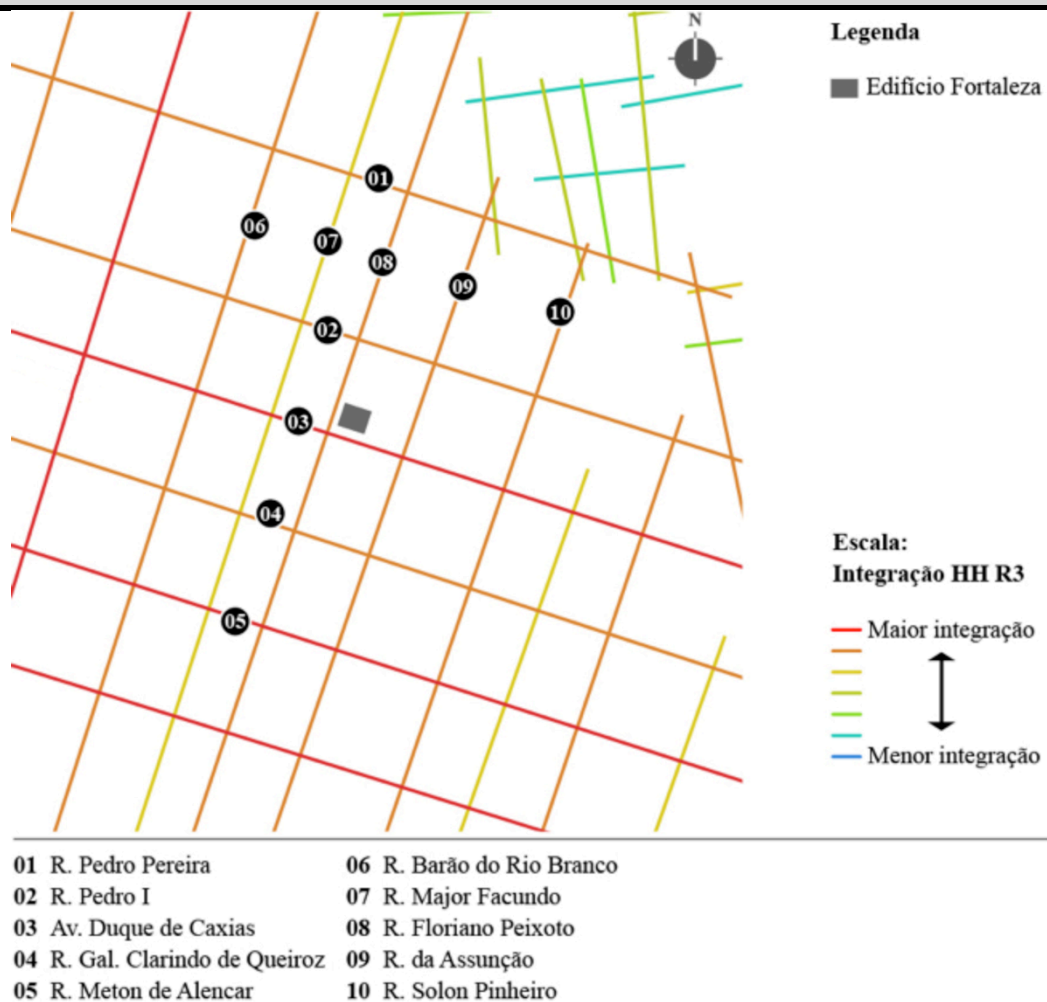 N
Legenda
Edifício Fortaleza
01
06
07
08
09
10
02
03
04
05
Escala:
Integração HH R3
Maior integração
Menor integração
01 R. Pedro Pereira
02 R. Pedro I
03 Av. Duque de Caxias
04 R. Gal. Clarindo de Queiroz
05 R. Meton de Alencar
06 R. Barão do Rio Branco
07 R. Major Facundo
08 R. Floriano Peixoto
09 R. da Assunção
10 R. Solon Pinheiro